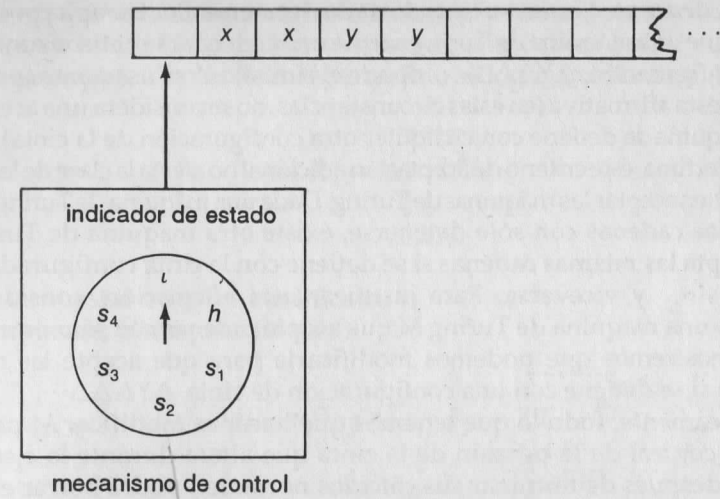 x x y y ....
indicador de estado
ι
s4 h
s3 s1
s2
mecanismo de control